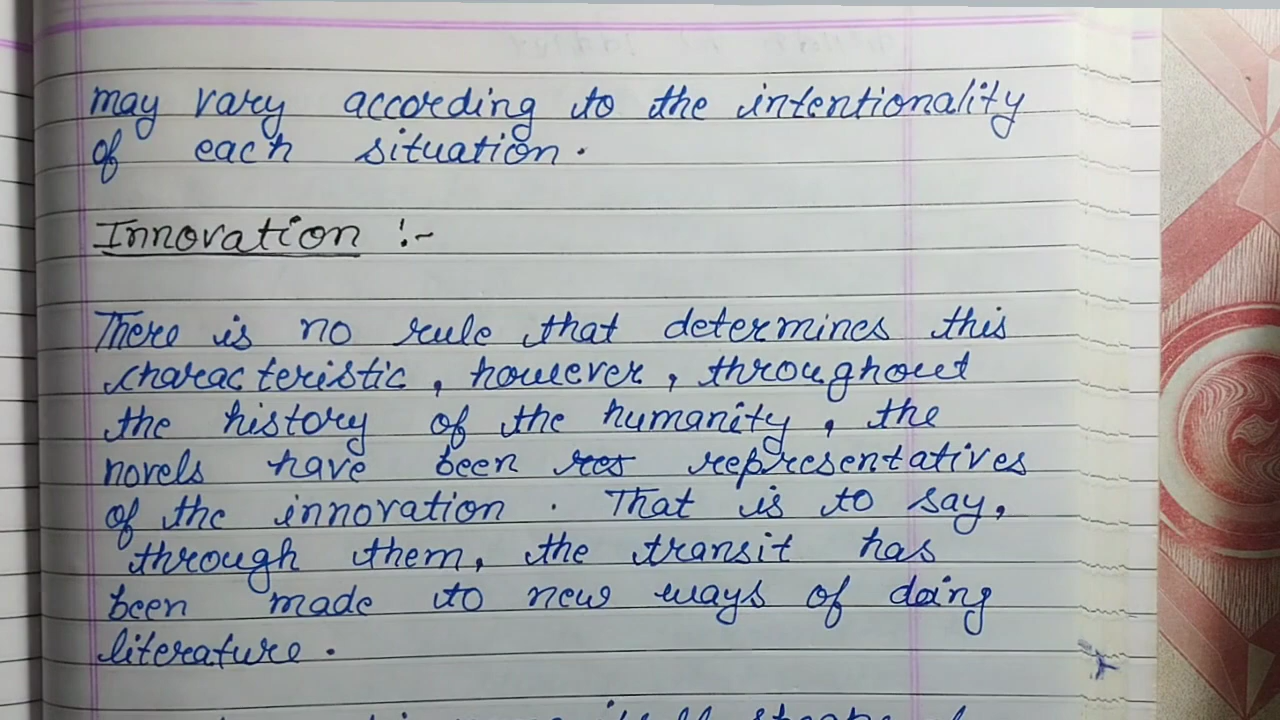 may vary according to the intentionality
of each situation.
Innovation :-
There is no rule that determines this
characteristic, however, throughout
the history of the humanity, the
novels have been res representatives
of the innovation. That is to say,
through them, the transit has
been made to new ways of doing
literature.